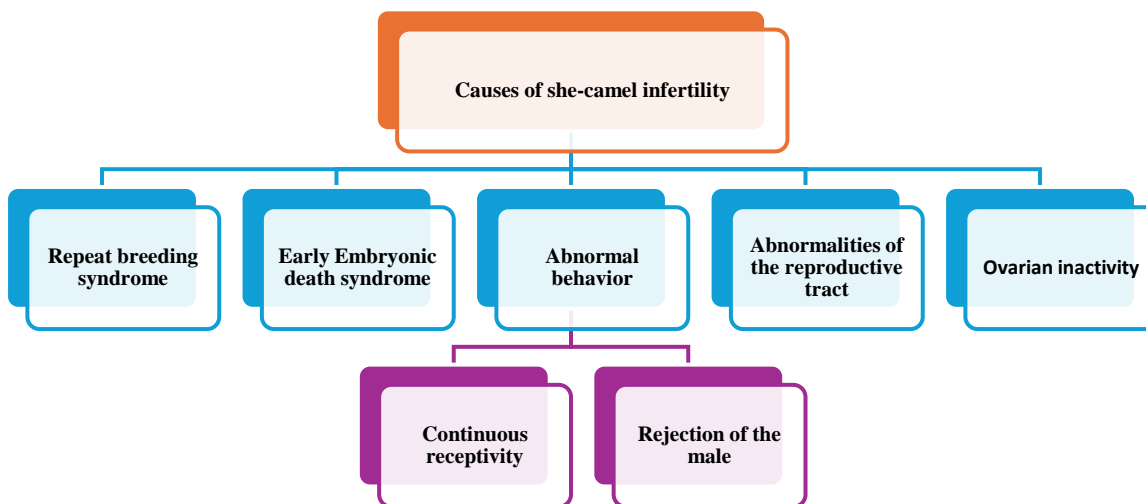 Causes of she-camel infertility
Repeat breeding
syndrome
Early Embryonic
death syndrome
Abnormal
behavior
Abnormalities of
the reproductive
tract
Ovarian inactivity
Continuous
receptivity
Rejection of the
male